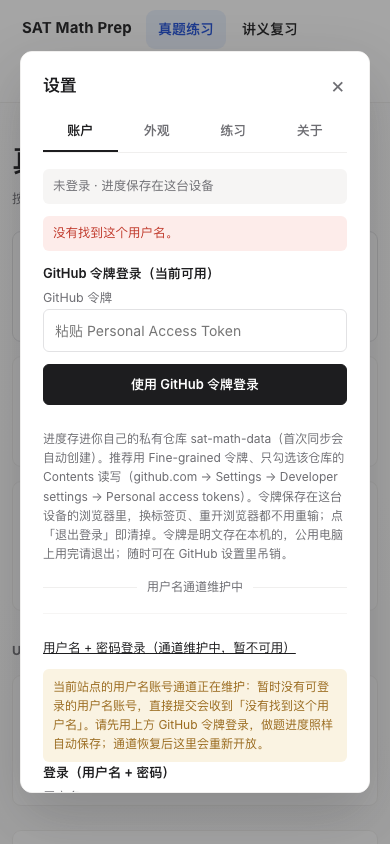 SAT Math Prep 真题练习 讲义复习
设置
账户 外观 练习 关于
未登录 · 进度保存在这台设备
没有找到这个用户名。
GitHub 令牌登录（当前可用）
GitHub 令牌
粘贴 Personal Access Token
使用 GitHub 令牌登录
进度存进你自己的私有仓库 sat-math-data（首次同步会
自动创建）。推荐用 Fine-grained 令牌、只勾选该仓库的
Contents 读写（github.com → Settings → Developer
settings → Personal access tokens）。令牌保存在这台
设备的浏览器里，换标签页、重开浏览器都不用重输；点
「退出登录」即清掉。令牌是明文存在本机的，公用电脑
上用完请退出；随时可在 GitHub 设置里吊销。
用户名通道维护中
用户名 + 密码登录（通道维护中，暂不可用）
当前站点的用户名账号通道正在维护：暂时没有可登
录的用户名账号，直接提交会收到「没有找到这个用
户名」。请先用上方 GitHub 令牌登录，做题进度照样
自动保存；通道恢复后这里会重新开放。
登录（用户名 + 密码）